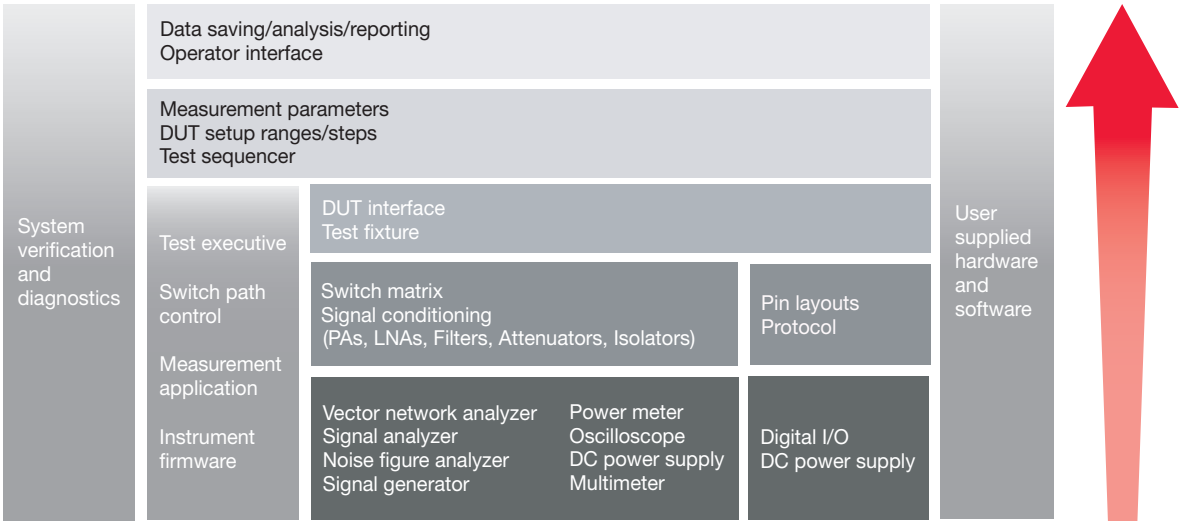 Data saving/analysis/reporting
Operator interface
Measurement parameters
DUT setup ranges/steps
Test sequencer
System
verification
and
diagnostics
Test executive
Switch path
control
Measurement
application
Instrument
firmware
DUT interface
Test fixture
Switch matrix
Signal conditioning
(PAs, LNAs, Filters, Attenuators, Isolators)
Pin layouts
Protocol
Vector network analyzer
Signal analyzer
Noise figure analyzer
Signal generator
Power meter
Oscilloscope
DC power supply
Multimeter
Digital I/O
DC power supply
User
supplied
hardware
and
software